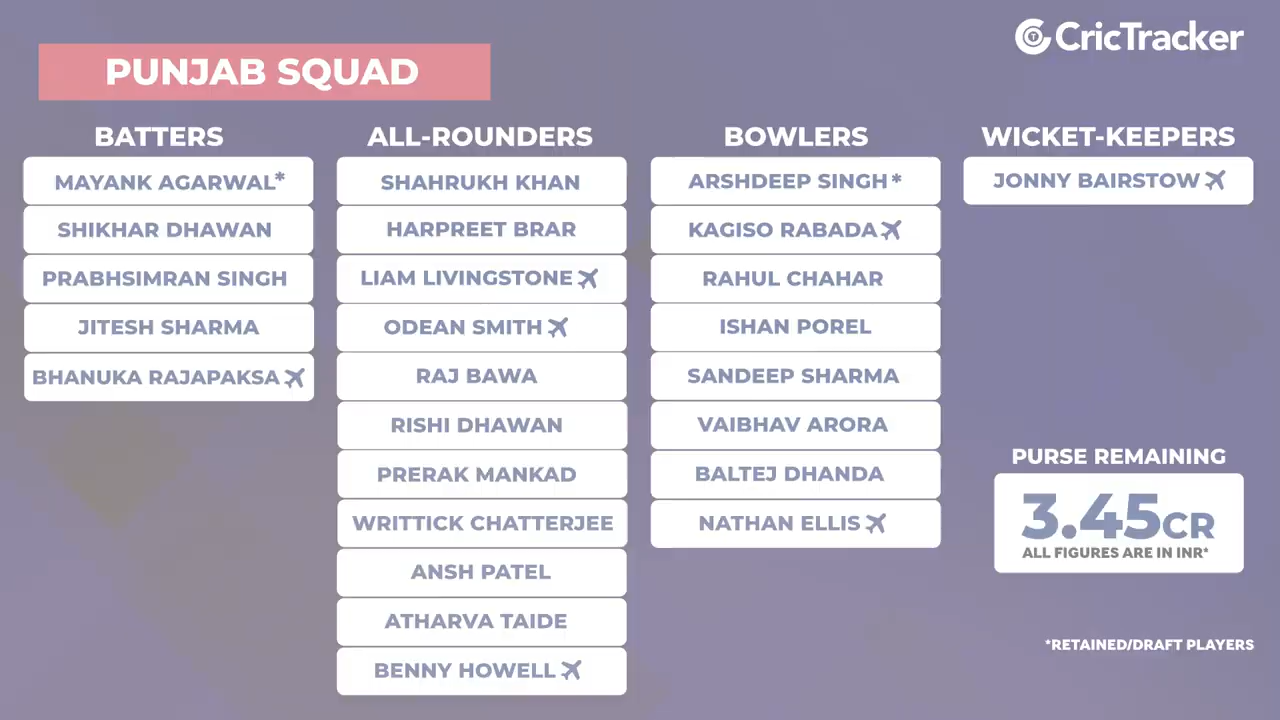 CricTracker
PUNJAB SQUAD
BATTERS
MAYANK AGARWAL*
SHIKHAR DHAWAN
PRABHSIMRAN SINGH
JITESH SHARMA
BHANUKA RAJAPAKSA
ALL-ROUNDERS
SHAHRUKH KHAN
HARPREET BRAR
LIAM LIVINGSTONE
ODEAN SMITH
RAJ BAWA
RISHI DHAWAN
PRERAK MANKAD
WRITTICK CHATTERJEE
ANSH PATEL
ATHARVA TAIDE
BENNY HOWELL
BOWLERS
ARSHDEEP SINGH*
KAGISO RABADA
RAHUL CHAHAR
ISHAN POREL
SANDEEP SHARMA
VAIBHAV ARORA
BALTEJ DHANDA
NATHAN ELLIS
WICKET-KEEPERS
JONNY BAIRSTOW
PURSE REMAINING
3.45CR
ALL FIGURES ARE IN INR*
*RETAINED/DRAFT PLAYERS